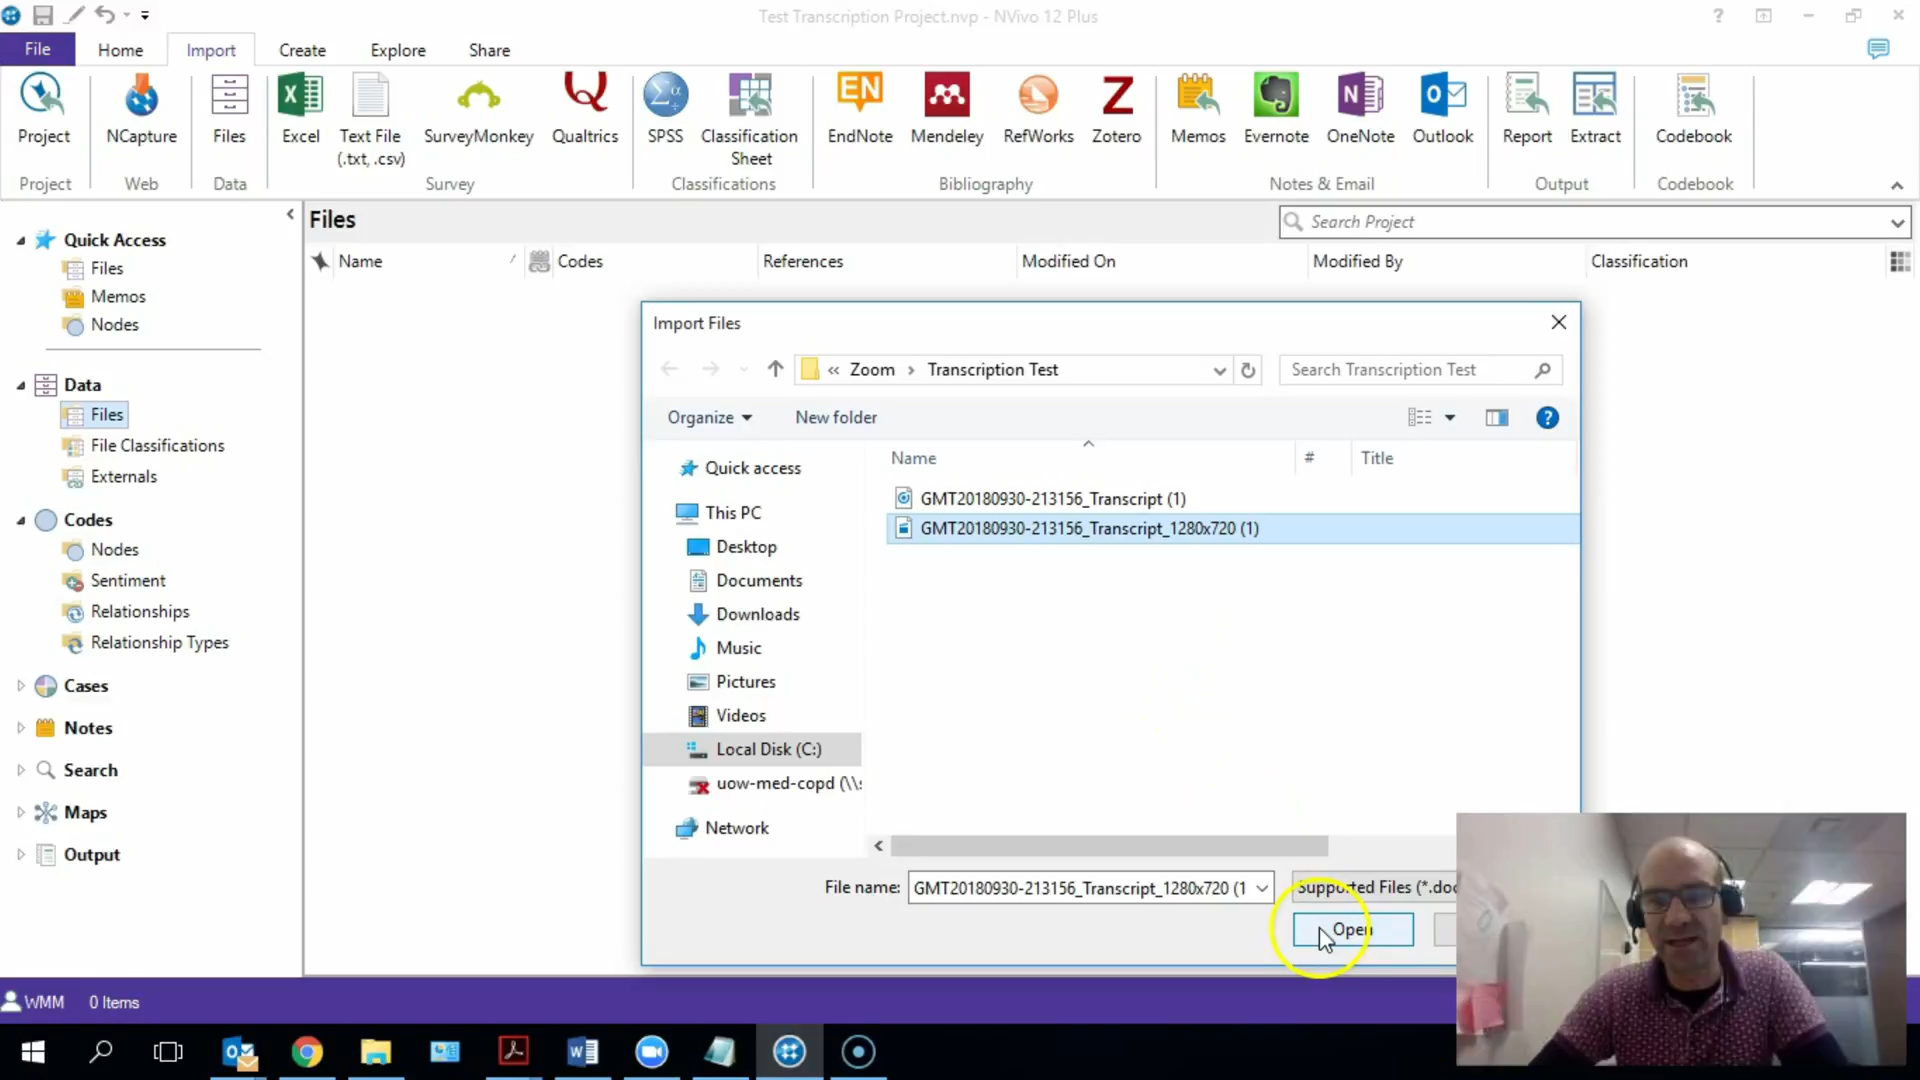 Test Transcription Project.nvp - NVivo 12 Plus
File Home Import Create Explore Share
Project NCapture Files Excel Text File (.txt, .csv) SurveyMonkey Qualtrics SPSS Classification Sheet EndNote Mendeley RefWorks Zotero Memos Evernote OneNote Outlook Report Extract Codebook
Project Web Data Survey Classifications Bibliography Notes & Email Output Codebook
Files
Search Project
Name Codes References Modified On Modified By Classification
Quick Access
Files
Memos
Nodes
Data
Files
File Classifications
Externals
Codes
Nodes
Sentiment
Relationships
Relationship Types
Cases
Notes
Search
Maps
Output
Import Files
« Zoom › Transcription Test
Search Transcription Test
Organize New folder
Name # Title
Quick access
This PC
Desktop
Documents
Downloads
Music
Pictures
Videos
Local Disk (C:)
uow-med-copd (\\s
Network
GMT20180930-213156_Transcript (1)
GMT20180930-213156_Transcript_1280x720 (1)
File name: GMT20180930-213156_Transcript_1280x720 (1
Supported Files (*.doc
Open
WMM 0 Items